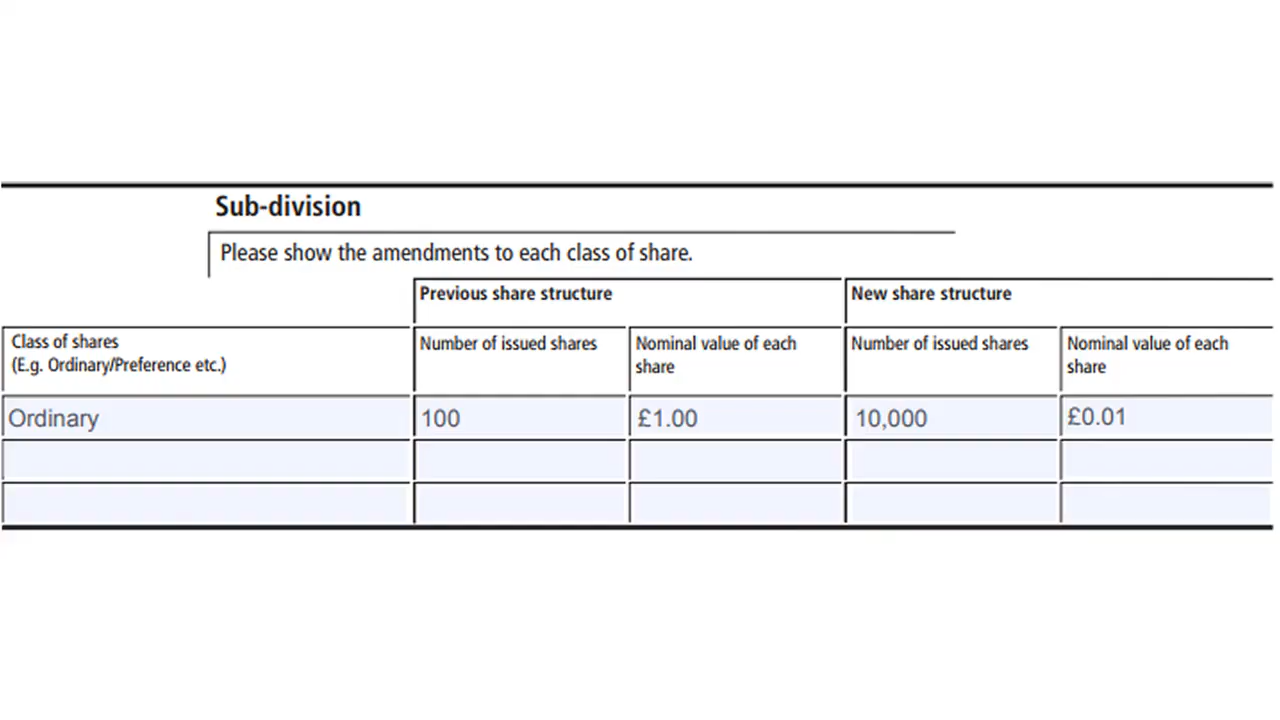 Sub-division
Please show the amendments to each class of share.
Previous share structure
New share structure
Class of shares
(E.g. Ordinary/Preference etc.)
Number of issued shares
Nominal value of each
share
Number of issued shares
Nominal value of each
share
Ordinary
100
£1.00
10,000
£0.01